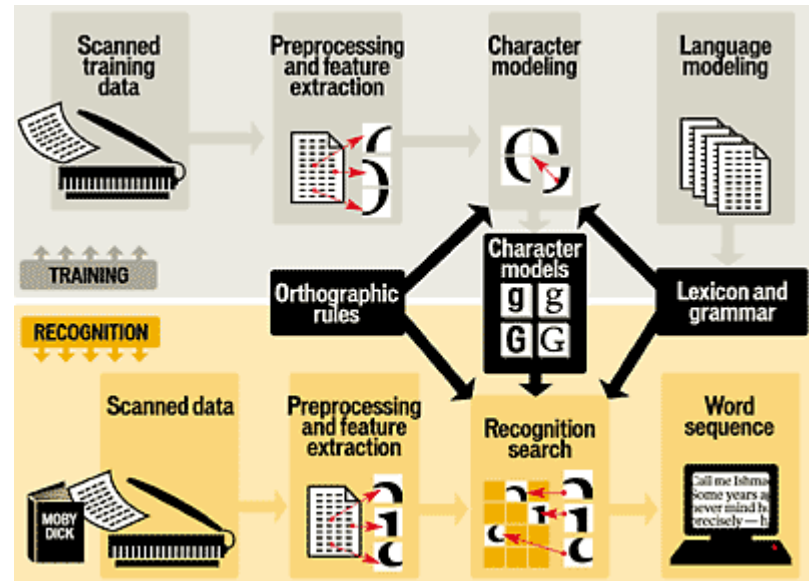 Scanned
training
data
Preprocessing
and feature
extraction
Character
modeling
Language
modeling
TRAINING
Orthographic
rules
Character
models
g g
G G
Lexicon and
grammar
RECOGNITION
Scanned data
Preprocessing
and feature
extraction
Recognition
search
Word
sequence
MOBY
DICK
Call me Ishma
Some years a
never mind h
precisely — h